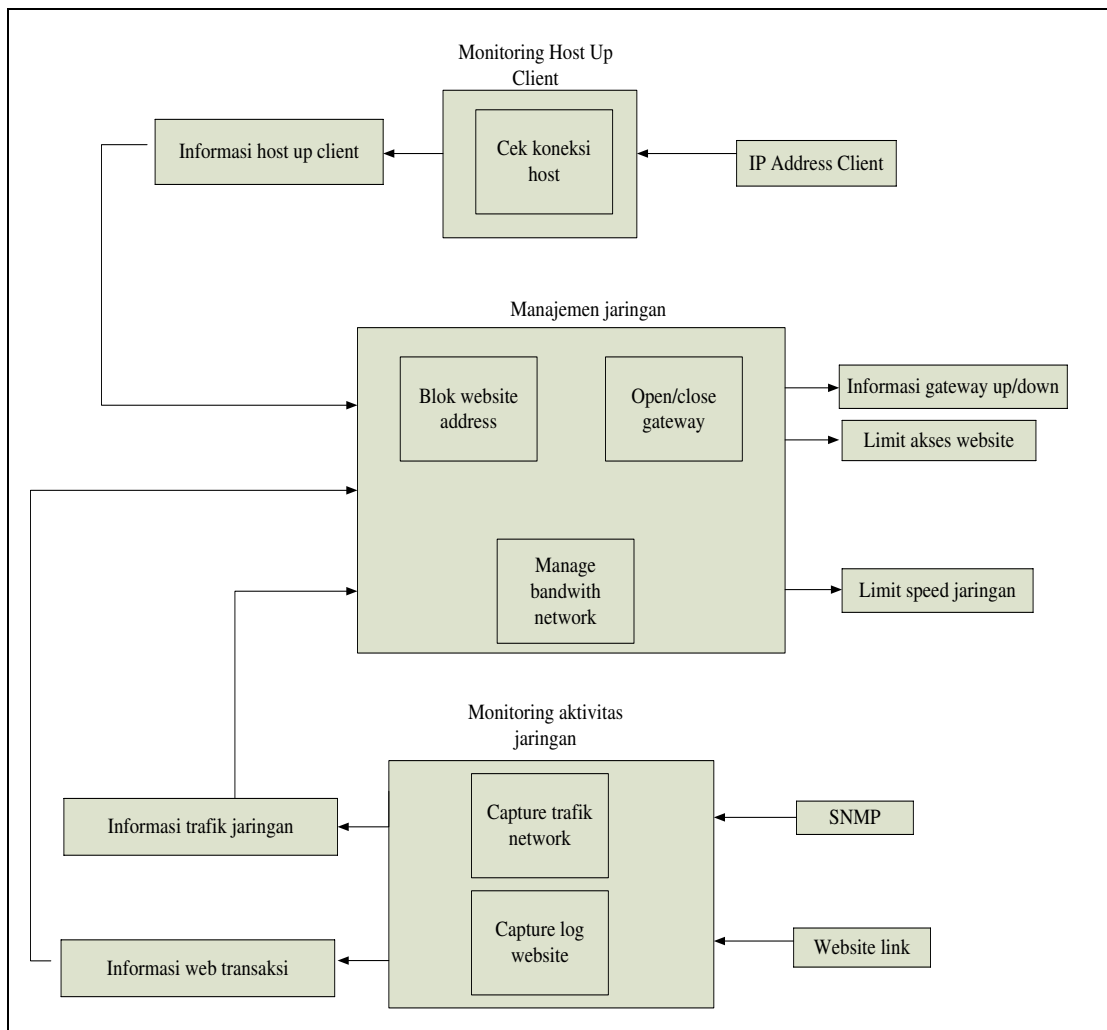 Monitoring Host Up
Client
Informasi host up client
Cek koneksi
host
IP Address Client
Manajemen jaringan
Blok website
address
Open/close
gateway
Informasi gateway up/down
Limit akses website
Manage
bandwith
network
Limit speed jaringan
Monitoring aktivitas
jaringan
Informasi trafik jaringan
Capture trafik
network
SNMP
Informasi web transaksi
Capture log
website
Website link